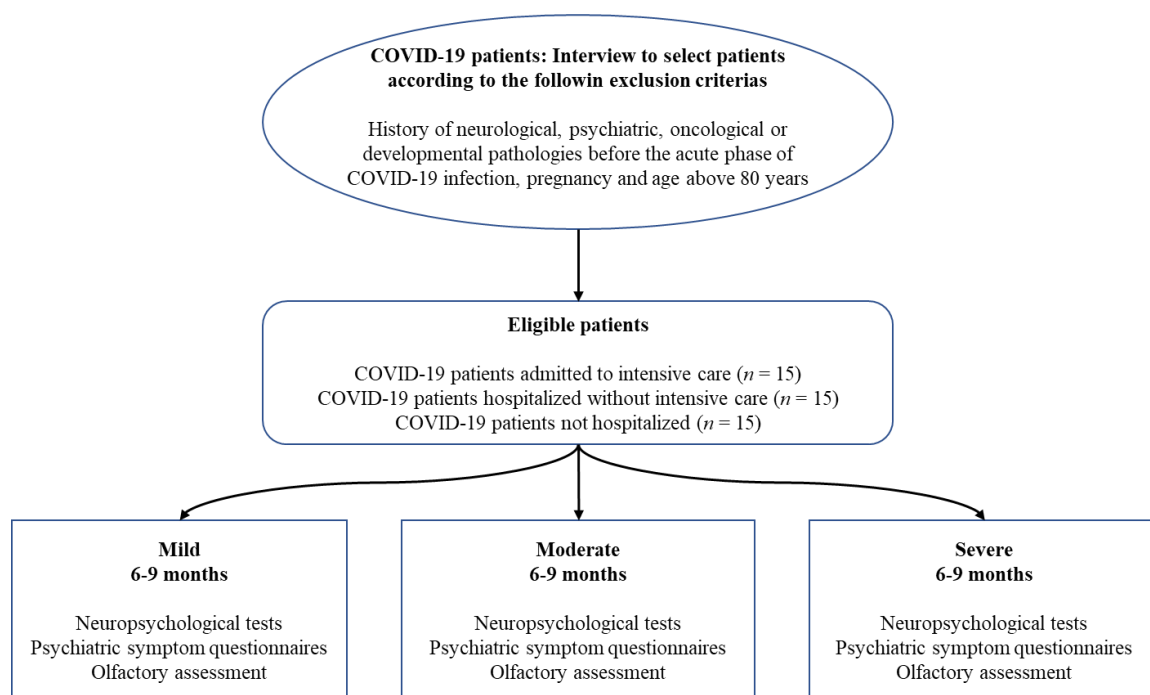 COVID-19 patients: Interview to select patients
according to the followin exclusion criterias
History of neurological, psychiatric, oncological or
developmental pathologies before the acute phase of
COVID-19 infection, pregnancy and age above 80 years
Eligible patients
COVID-19 patients admitted to intensive care (n = 15)
COVID-19 patients hospitalized without intensive care (n = 15)
COVID-19 patients not hospitalized (n = 15)
Mild
6-9 months
Neuropsychological tests
Psychiatric symptom questionnaires
Olfactory assessment
Moderate
6-9 months
Neuropsychological tests
Psychiatric symptom questionnaires
Olfactory assessment
Severe
6-9 months
Neuropsychological tests
Psychiatric symptom questionnaires
Olfactory assessment